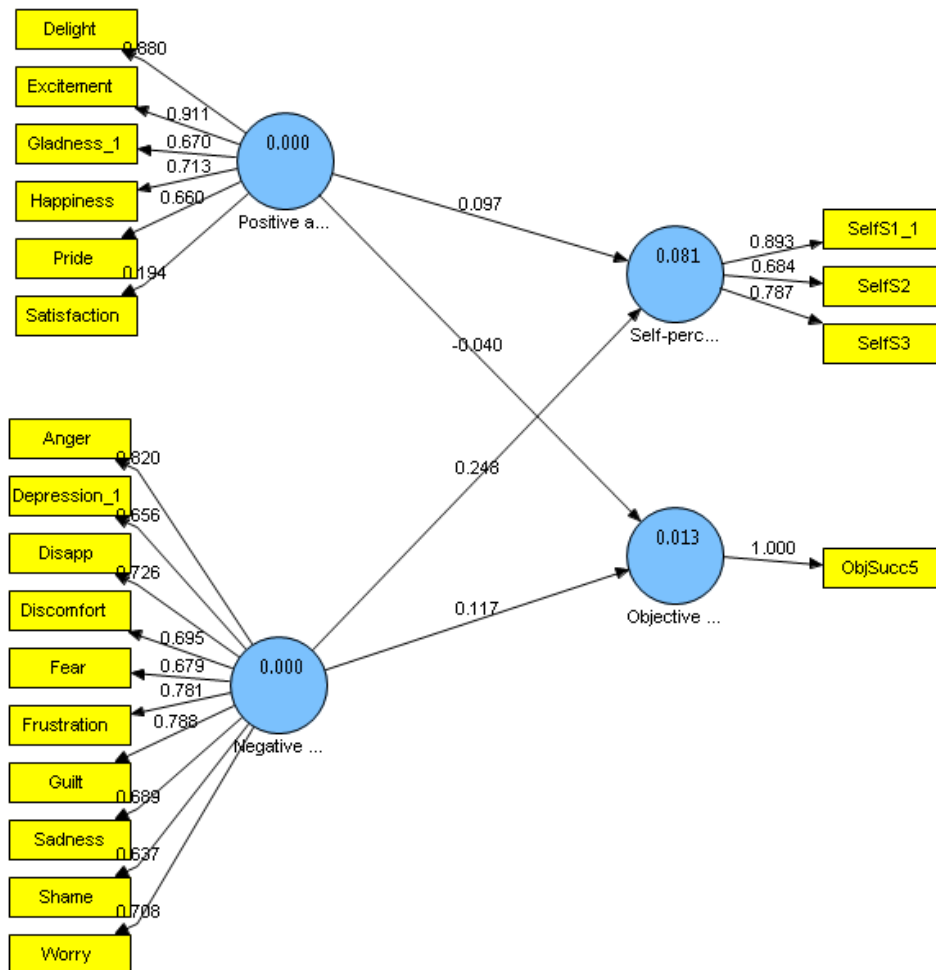 Delight
0.880
Excitement
0.911
0.000
Gladness_1
0.670
0.713
Happiness
0.660
Positive a...
0.097
Pride
0.194
Satisfaction
0.893
SelfS1_1
0.081
0.684
SelfS2
0.787
Self-perc...
SelfS3
-0.040
Anger
0.820
0.248
Depression_1
0.656
Disapp
0.726
0.013
1.000
ObjSucc5
Discomfort
0.117
Objective ...
0.695
Fear
0.679
0.000
0.781
Frustration
0.788
Negative ...
Guilt
0.689
Sadness
0.637
Shame
0.708
Worry